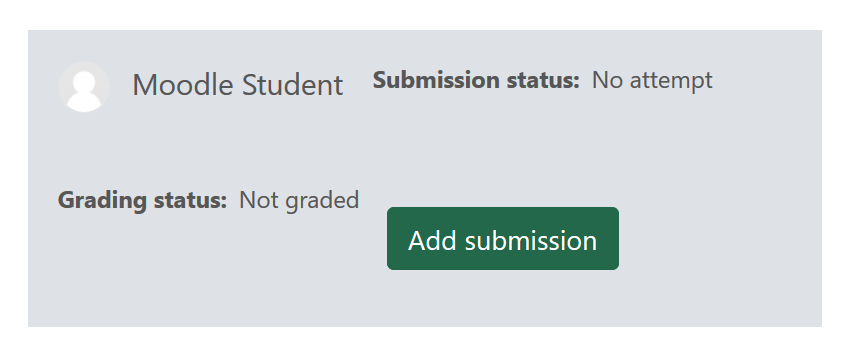 Moodle Student
Submission status: No attempt
Grading status: Not graded
Add submission